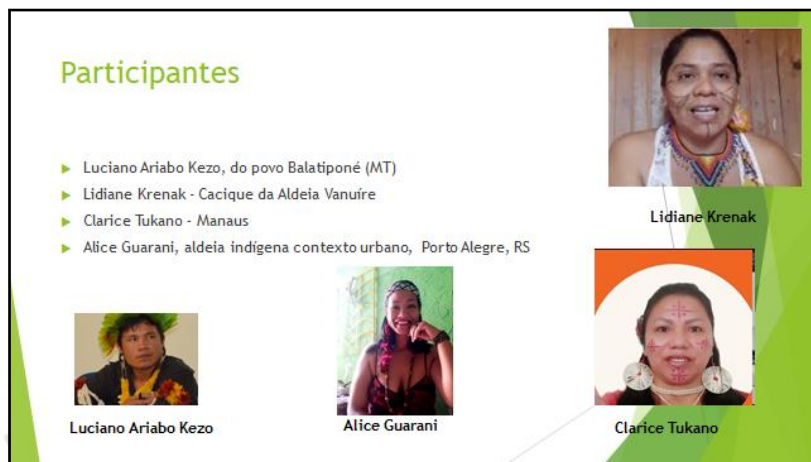 Participantes
Luciano Ariabo Kezo, do povo Balatiponé (MT)
Lidiane Krenak - Cacique da Aldeia Vanuíre
Clarice Tukano - Manaus
Alice Guarani, aldeia indígena contexto urbano, Porto Alegre, RS
Lidiane Krenak
Luciano Ariabo Kezo
Alice Guarani
Clarice Tukano